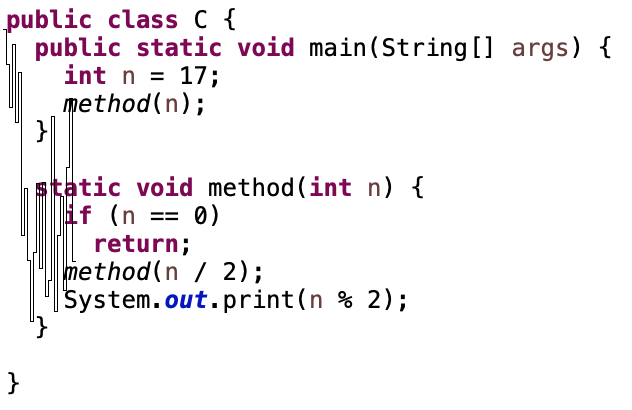 public class C {
public static void main(String[] args) {
int n = 17;
method(n);
}
static void method(int n) {
if (n == 0)
return;
method(n / 2);
System.out.print(n % 2);
}
}